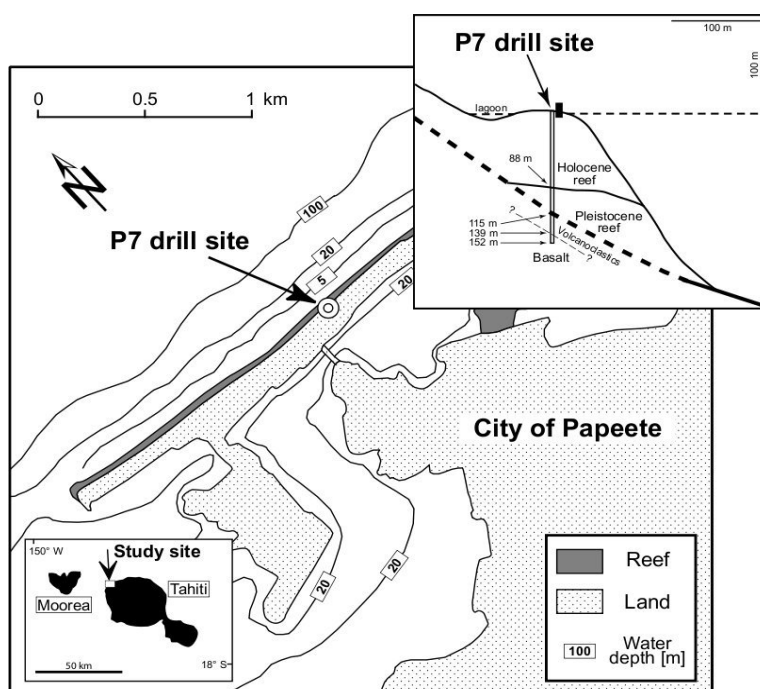 0 0.5 1 km
N
P7 drill site
100
20
5
20
20
20
City of Papeete
P7 drill site
100 m
100 m
lagoon
88 m
Holocene
reef
Pleistocene
reef
115 m
139 m
152 m
?
Volcanoclastics
?
Basalt
150° W
Study site
Moorea
Tahiti
50 km
18° S
Reef
Land
100 Water
depth [m]